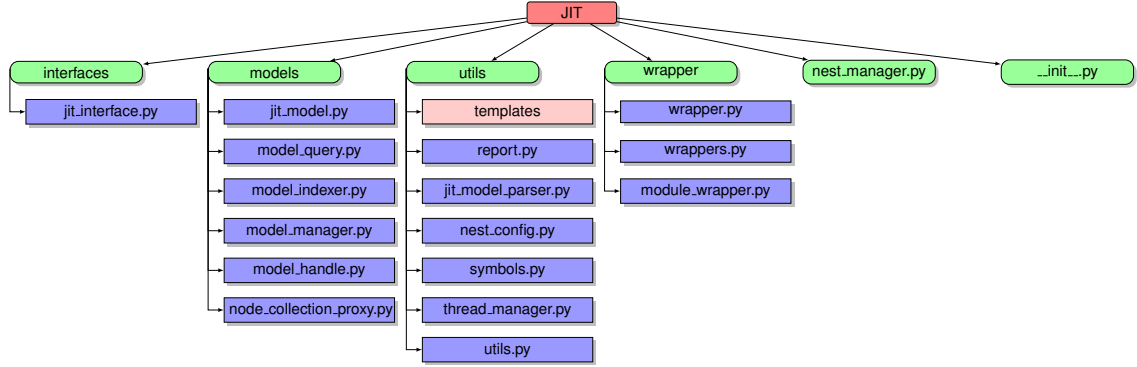 JIT
interfaces
models
utils
wrapper
nest_manager.py
__init__.py
jit_interface.py
jit_model.py
templates
wrapper.py
model_query.py
report.py
wrappers.py
model_indexer.py
jit_model_parser.py
module_wrapper.py
model_manager.py
nest_config.py
model_handle.py
symbols.py
node_collection_proxy.py
thread_manager.py
utils.py